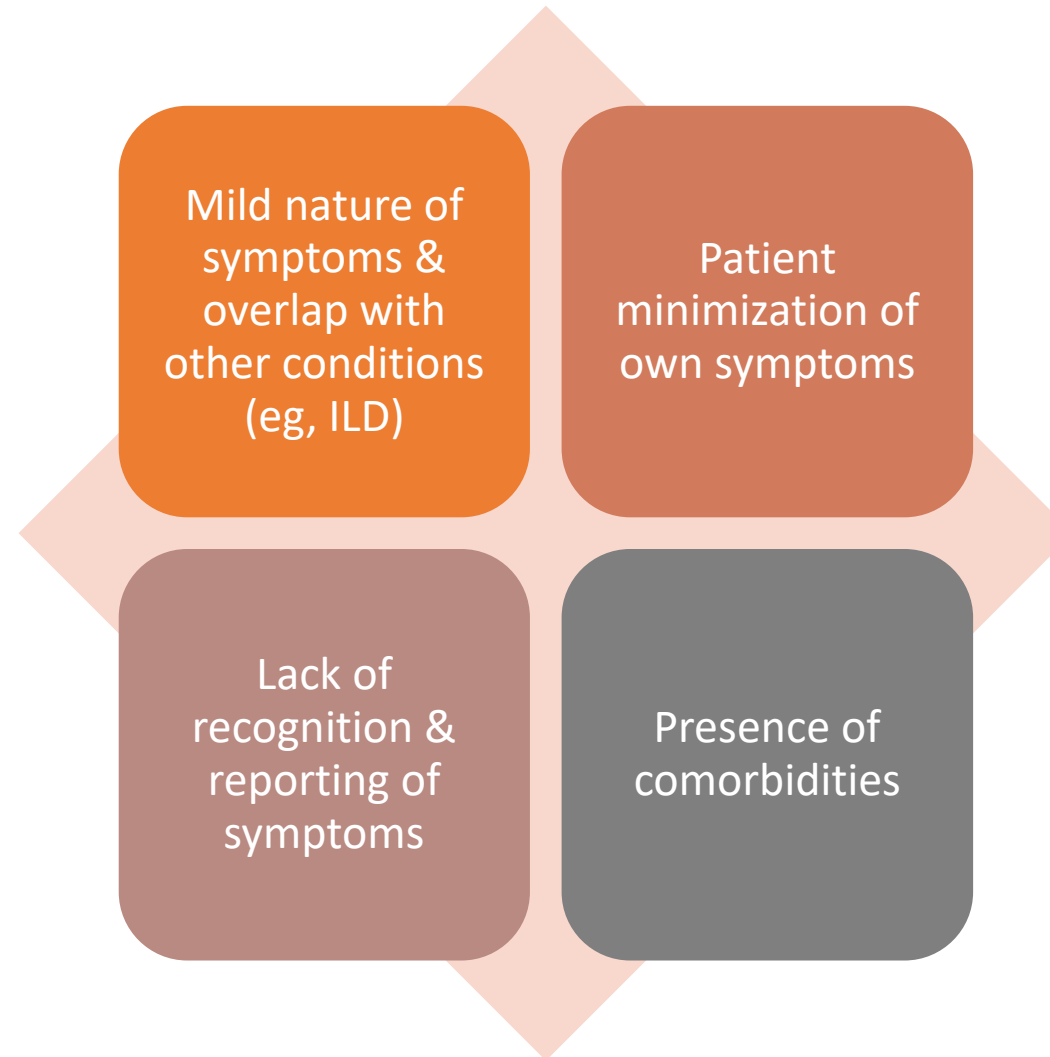 Mild nature of
symptoms &
overlap with
other conditions
(eg, ILD)
Patient
minimization of
own symptoms
Lack of
recognition &
reporting of
symptoms
Presence of
comorbidities